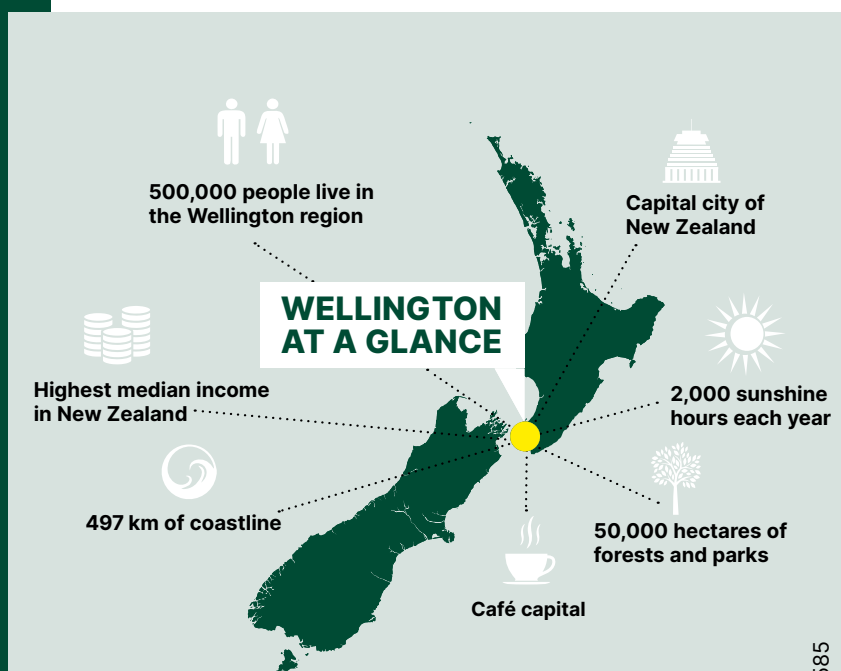 500,000 people live in
the Wellington region
Capital city of
New Zealand
WELLINGTON
AT A GLANCE
Highest median income
in New Zealand
2,000 sunshine
hours each year
497 km of coastline
50,000 hectares of
forests and parks
Café capital
585